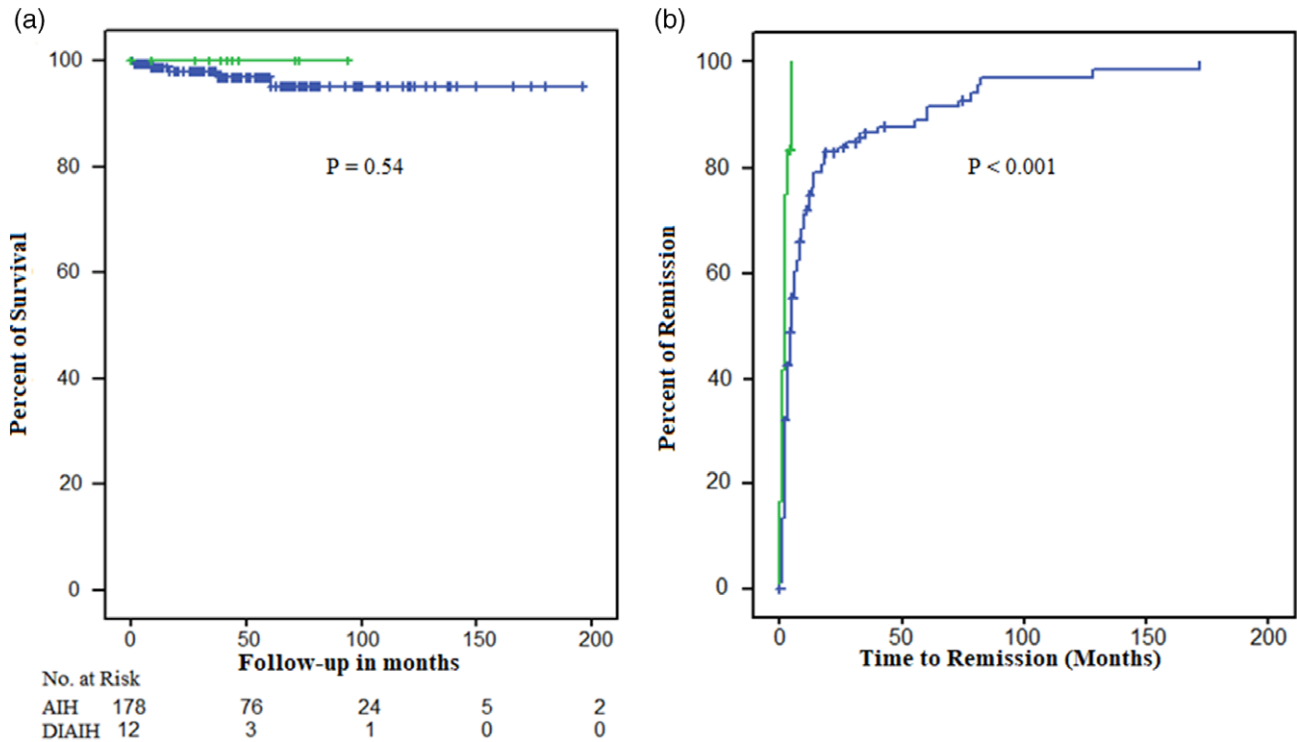 (a)
100
80
60
40
20
0
Percent of Survival
P = 0.54
0 50 100 150 200
Follow-up in months
No. at Risk
AIH 178 76 24 5 2
DIAIH 12 3 1 0 0
(b)
100
80
60
40
20
0
Percent of Remission
P < 0.001
0 50 100 150 200
Time to Remission (Months)